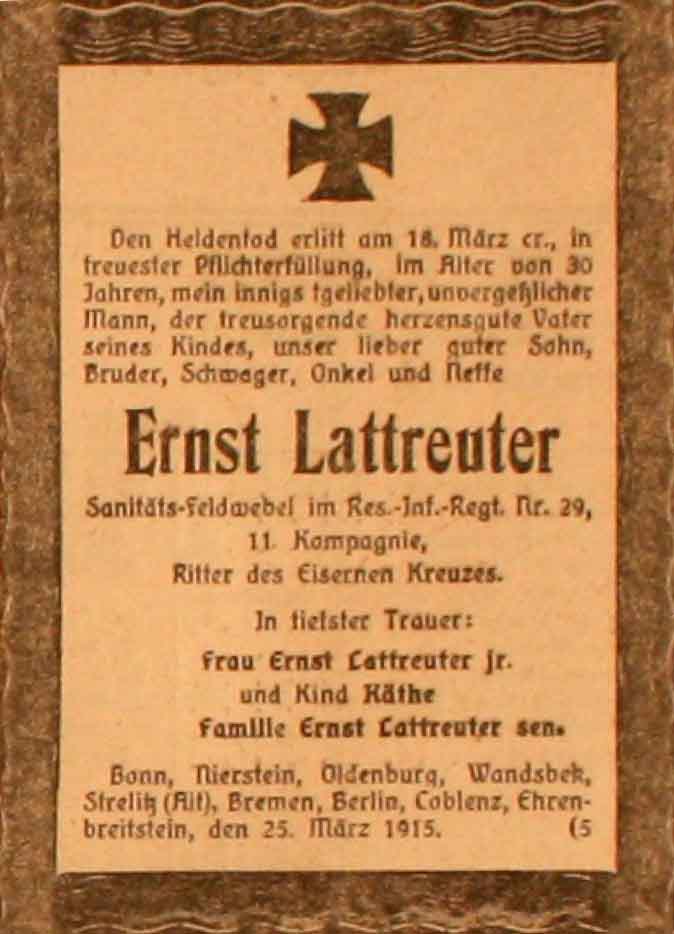 Den Heldentod erlitt am 18. März cr., in
treuester Pflichterfüllung, im Alter von 30
Jahren, mein innigs tgeliebter, unvergeßlicher
Mann, der treusorgende herzensgute Vater
seines Kindes, unser lieber guter Sohn,
Bruder, Schwager, Onkel und Neffe
Ernst Lattreuter
Sanitäts-Feldwebel im Res.-Inf.-Regt. Nr. 29,
11. Kompagnie,
Ritter des Eisernen Kreuzes.
In tiefster Trauer:
Frau Ernst Lattreuter jr.
und Kind Käthe
Familie Ernst Lattreuter sen.
Bonn, Nierstein, Oldenburg, Wandsbek,
Strelitz (Alt), Bremen, Berlin, Coblenz, Ehren-
breitstein, den 25. März 1915. (5